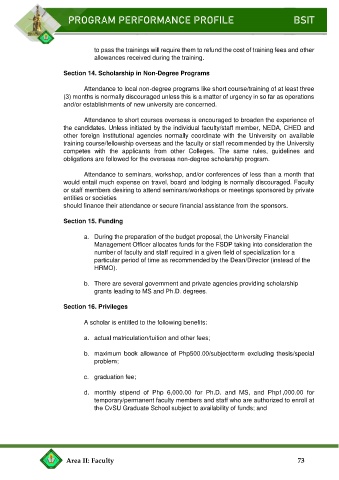 PROGRAM PERFORMANCE PROFILE BSIT
to pass the trainings will require them to refund the cost of training fees and other
allowances received during the training.
Section 14. Scholarship in Non-Degree Programs
Attendance to local non-degree programs like short course/training of at least three
(3) months is normally discouraged unless this is a matter of urgency in so far as operations
and/or establishments of new university are concerned.
Attendance to short courses overseas is encouraged to broaden the experience of
the candidates. Unless initiated by the individual faculty/staff member, NEDA, CHED and
other foreign institutional agencies normally coordinate with the University on available
training course/fellowship overseas and the faculty or staff recommended by the University
competes with the applicants from other Colleges. The same rules, guidelines and
obligations are followed for the overseas non-degree scholarship program.
Attendance to seminars, workshop, and/or conferences of less than a month that
would entail much expense on travel, board and lodging is normally discouraged. Faculty
or staff members desiring to attend seminars/workshops or meetings sponsored by private
entities or societies
should finance their attendance or secure financial assistance from the sponsors.
Section 15. Funding
a. During the preparation of the budget proposal, the University Financial
Management Officer allocates funds for the FSDP taking into consideration the
number of faculty and staff required in a given field of specialization for a
particular period of time as recommended by the Dean/Director (instead of the
HRMO).
b. There are several government and private agencies providing scholarship
grants leading to MS and Ph.D. degrees.
Section 16. Privileges
A scholar is entitled to the following benefits:
a. actual matriculation/tuition and other fees;
b. maximum book allowance of Php500.00/subject/term excluding thesis/special
problem;
c. graduation fee;
d. monthly stipend of Php 6,000.00 for Ph.D. and MS, and Php1,000.00 for
temporary/permanent faculty members and staff who are authorized to enroll at
the CvSU Graduate School subject to availability of funds; and
Area II: Faculty 73